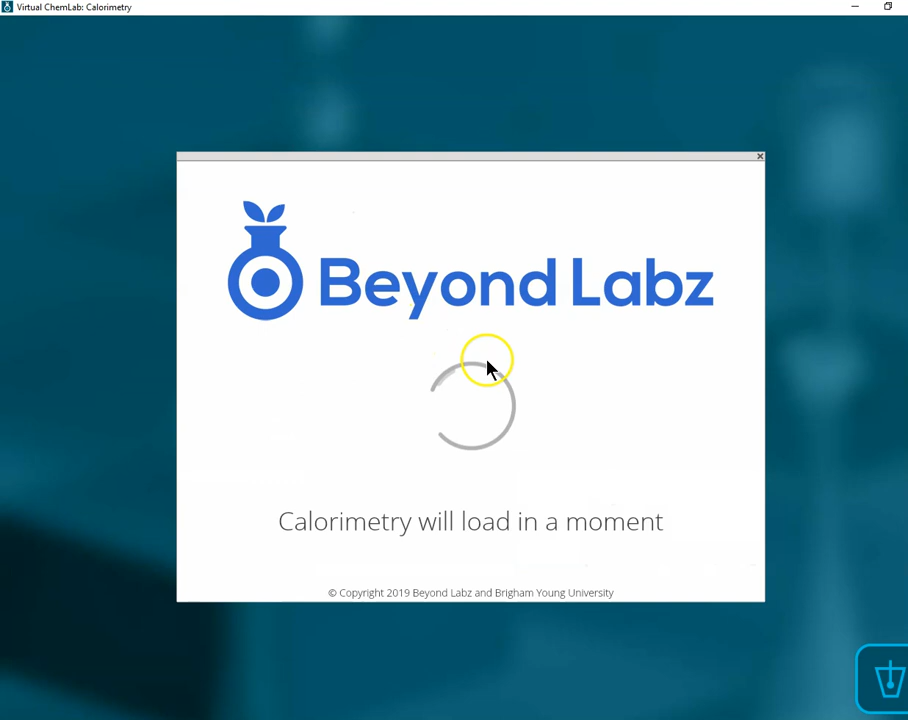 Virtual ChemLab: Calorimetry
Beyond Labz
Calorimetry will load in a moment
© Copyright 2019 Beyond Labz and Brigham Young University